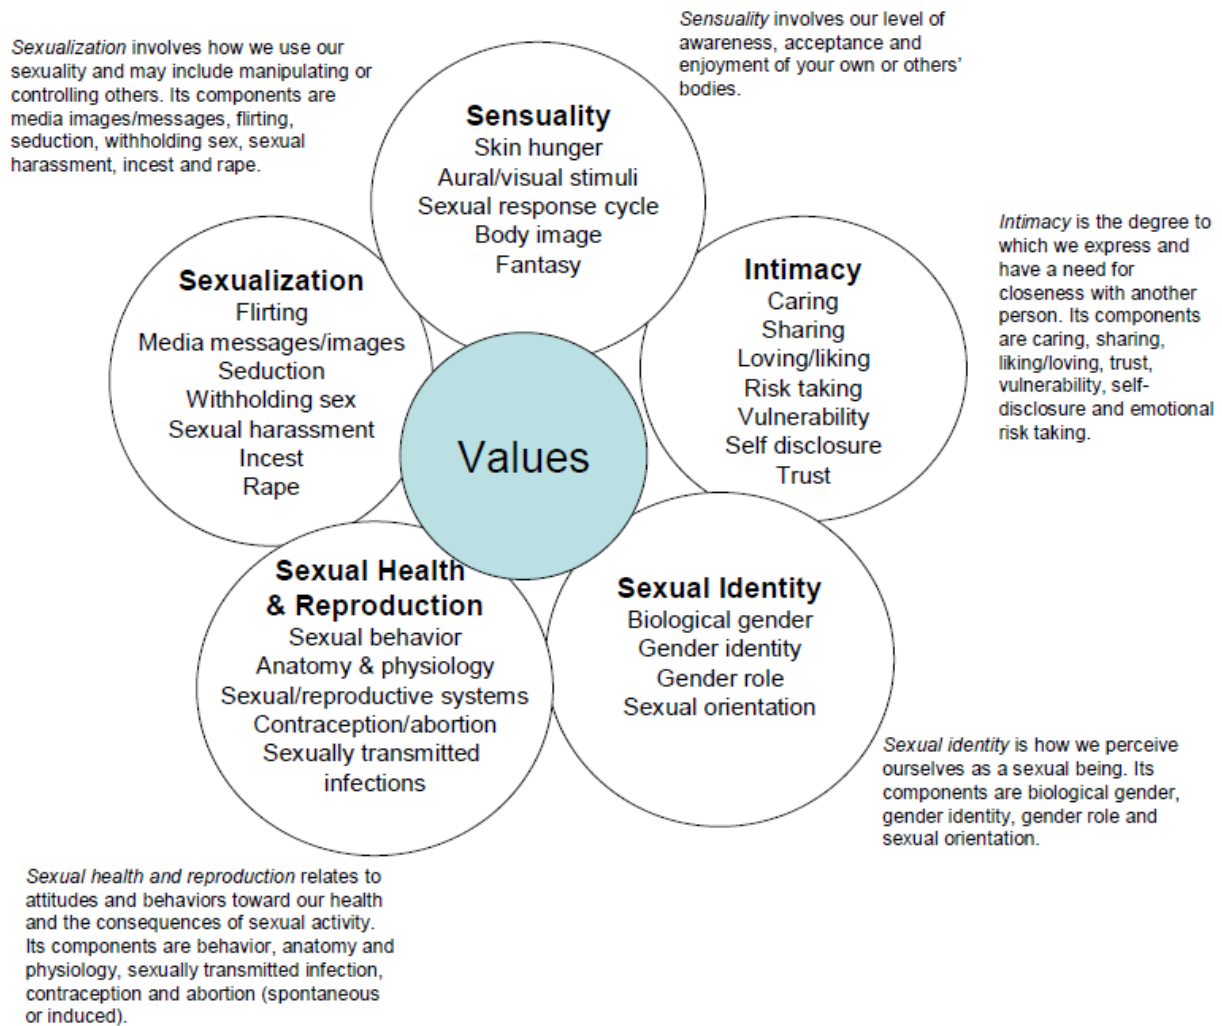 Sensuality involves our level of
awareness, acceptance and
enjoyment of your own or others'
bodies.
Sexualization involves how we use our
sexuality and may include manipulating or
controlling others. Its components are
media images/messages, flirting,
seduction, withholding sex, sexual
harassment, incest and rape.
Sensuality
Skin hunger
Aural/visual stimuli
Sexual response cycle
Body image
Fantasy
Intimacy is the degree to
which we express and
have a need for
closeness with another
person. Its components
are caring, sharing,
liking/loving, trust,
vulnerability, self-
disclosure and emotional
risk taking.
Sexualization
Flirting
Media messages/images
Seduction
Withholding sex
Sexual harassment
Incest
Rape
Intimacy
Caring
Sharing
Loving/liking
Risk taking
Vulnerability
Self disclosure
Trust
Values
Sexual Health
& Reproduction
Sexual behavior
Anatomy & physiology
Sexual/reproductive systems
Contraception/abortion
Sexually transmitted
infections
Sexual Identity
Biological gender
Gender identity
Gender role
Sexual orientation
Sexual identity is how we perceive
ourselves as a sexual being. Its
components are biological gender,
gender identity, gender role and
sexual orientation.
Sexual health and reproduction relates to
attitudes and behaviors toward our health
and the consequences of sexual activity.
Its components are behavior, anatomy and
physiology, sexually transmitted infection,
contraception and abortion (spontaneous
or induced).